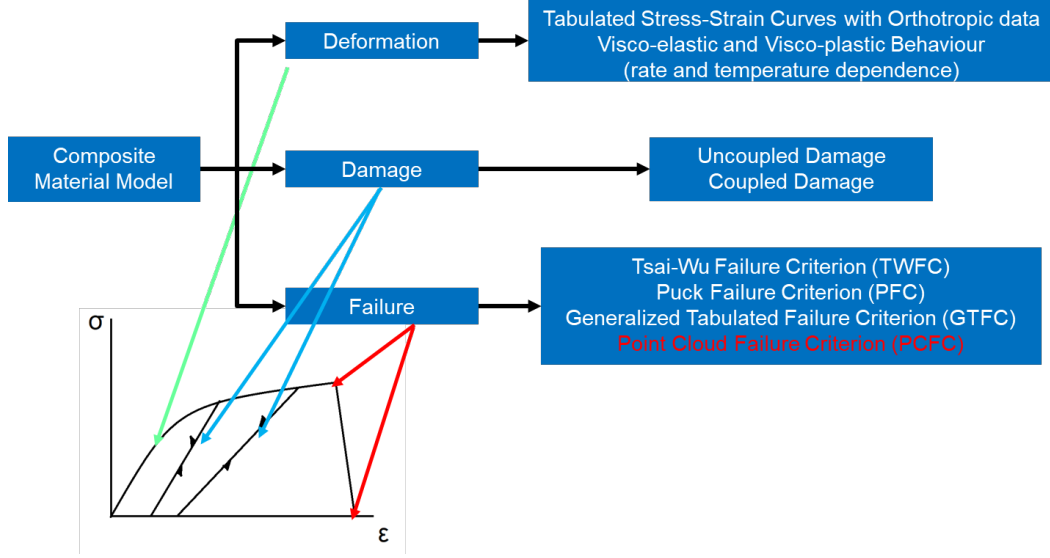 Deformation
Tabulated Stress-Strain Curves with Orthotropic data
Visco-elastic and Visco-plastic Behaviour
(rate and temperature dependence)
Composite
Material Model
Damage
Uncoupled Damage
Coupled Damage
Failure
Tsai-Wu Failure Criterion (TWFC)
Puck Failure Criterion (PFC)
Generalized Tabulated Failure Criterion (GTFC)
Point Cloud Failure Criterion (PCFC)
σ
ε